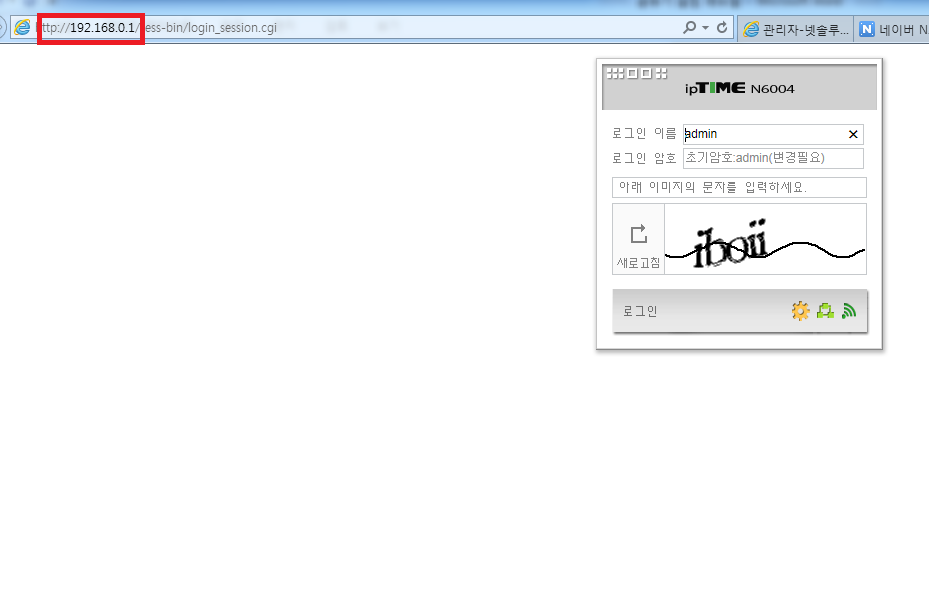 http://192.168.0.1/sess-bin/login_session.cgi
관리자-넷솔루...
네이버 N
ipTIME N6004
로그인 이름 admin
로그인 암호 초기암호:admin(변경필요)
아래 이미지의 문자를 입력하세요.
새로고침
iboii
로그인